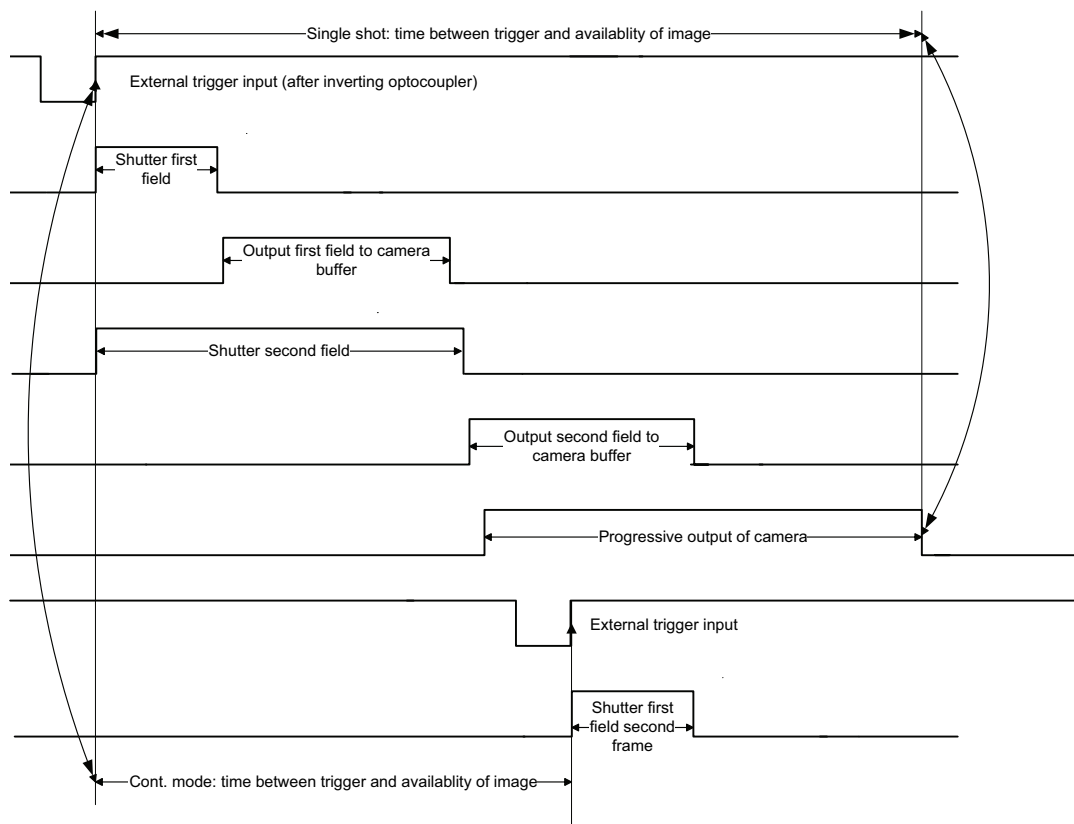 Single shot: time between trigger and availablity of image
External trigger input (after inverting optocoupler)
Shutter first
field
Output first field to camera
buffer
Shutter second field
Output second field to
camera buffer
Progressive output of camera
External trigger input
Shutter first
field second
frame
Cont. mode: time between trigger and availablity of image